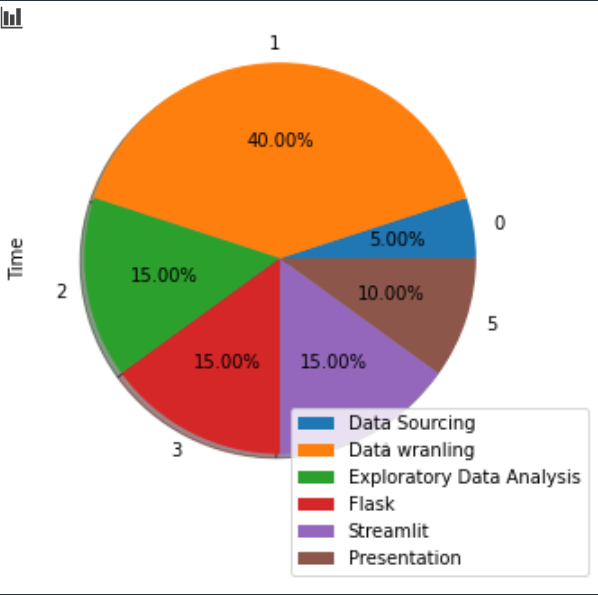 1
40.00%
0
5.00%
Time
15.00%
10.00%
2
5
15.00%
15.00%
3
Data Sourcing
Data wranling
Exploratory Data Analysis
Flask
Streamlit
Presentation